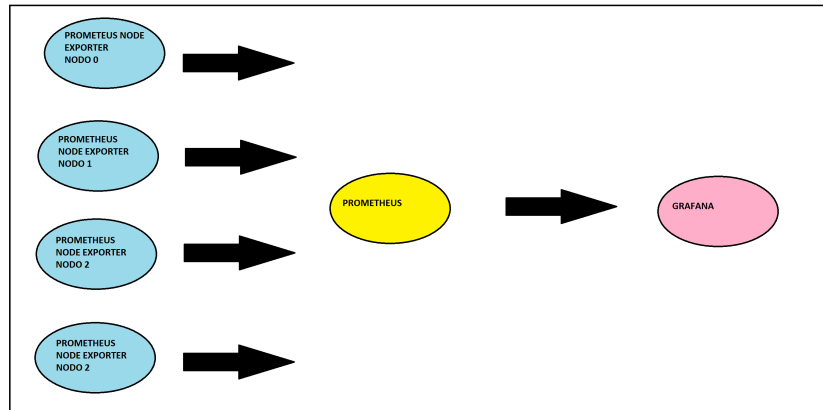 PROMETEUS NODE
EXPORTER
NODO 0
PROMETHEUS
NODE EXPORTER
NODO 1
PROMETHEUS
NODE EXPORTER
NODO 2
PROMETHEUS
NODE EXPORTER
NODO 2
PROMETHEUS
GRAFANA